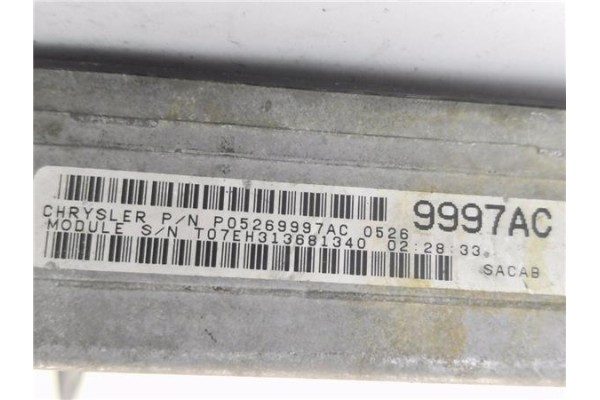 CHRYSLER P/N P05269997AC 0526 9997AC
MODULE S/N T07EH313681340 02:28:33
SACAB